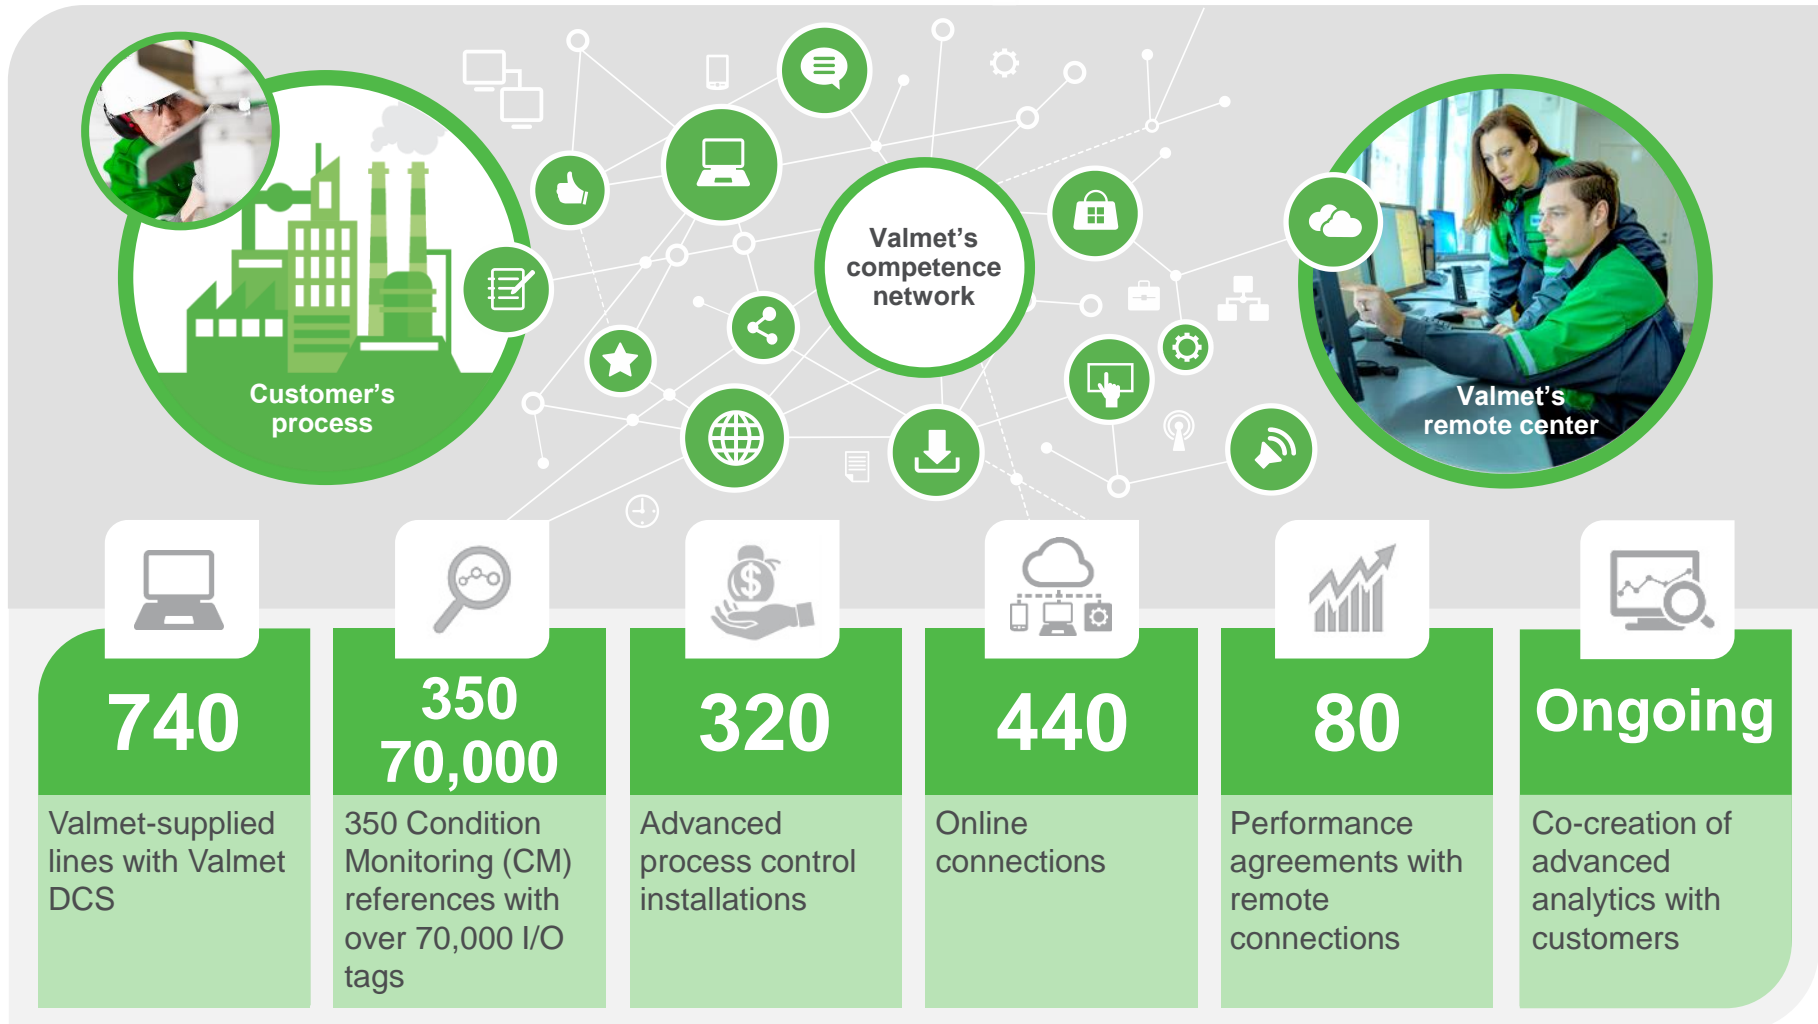 Valmet's
competence
network
Customer's
process
Valmet's
remote center
740
Valmet-supplied
lines with Valmet
DCS
350
70,000
350 Condition
Monitoring (CM)
references with
over 70,000 I/O
tags
320
Advanced
process control
installations
440
Online
connections
80
Performance
agreements with
remote
connections
Ongoing
Co-creation of
advanced
analytics with
customers